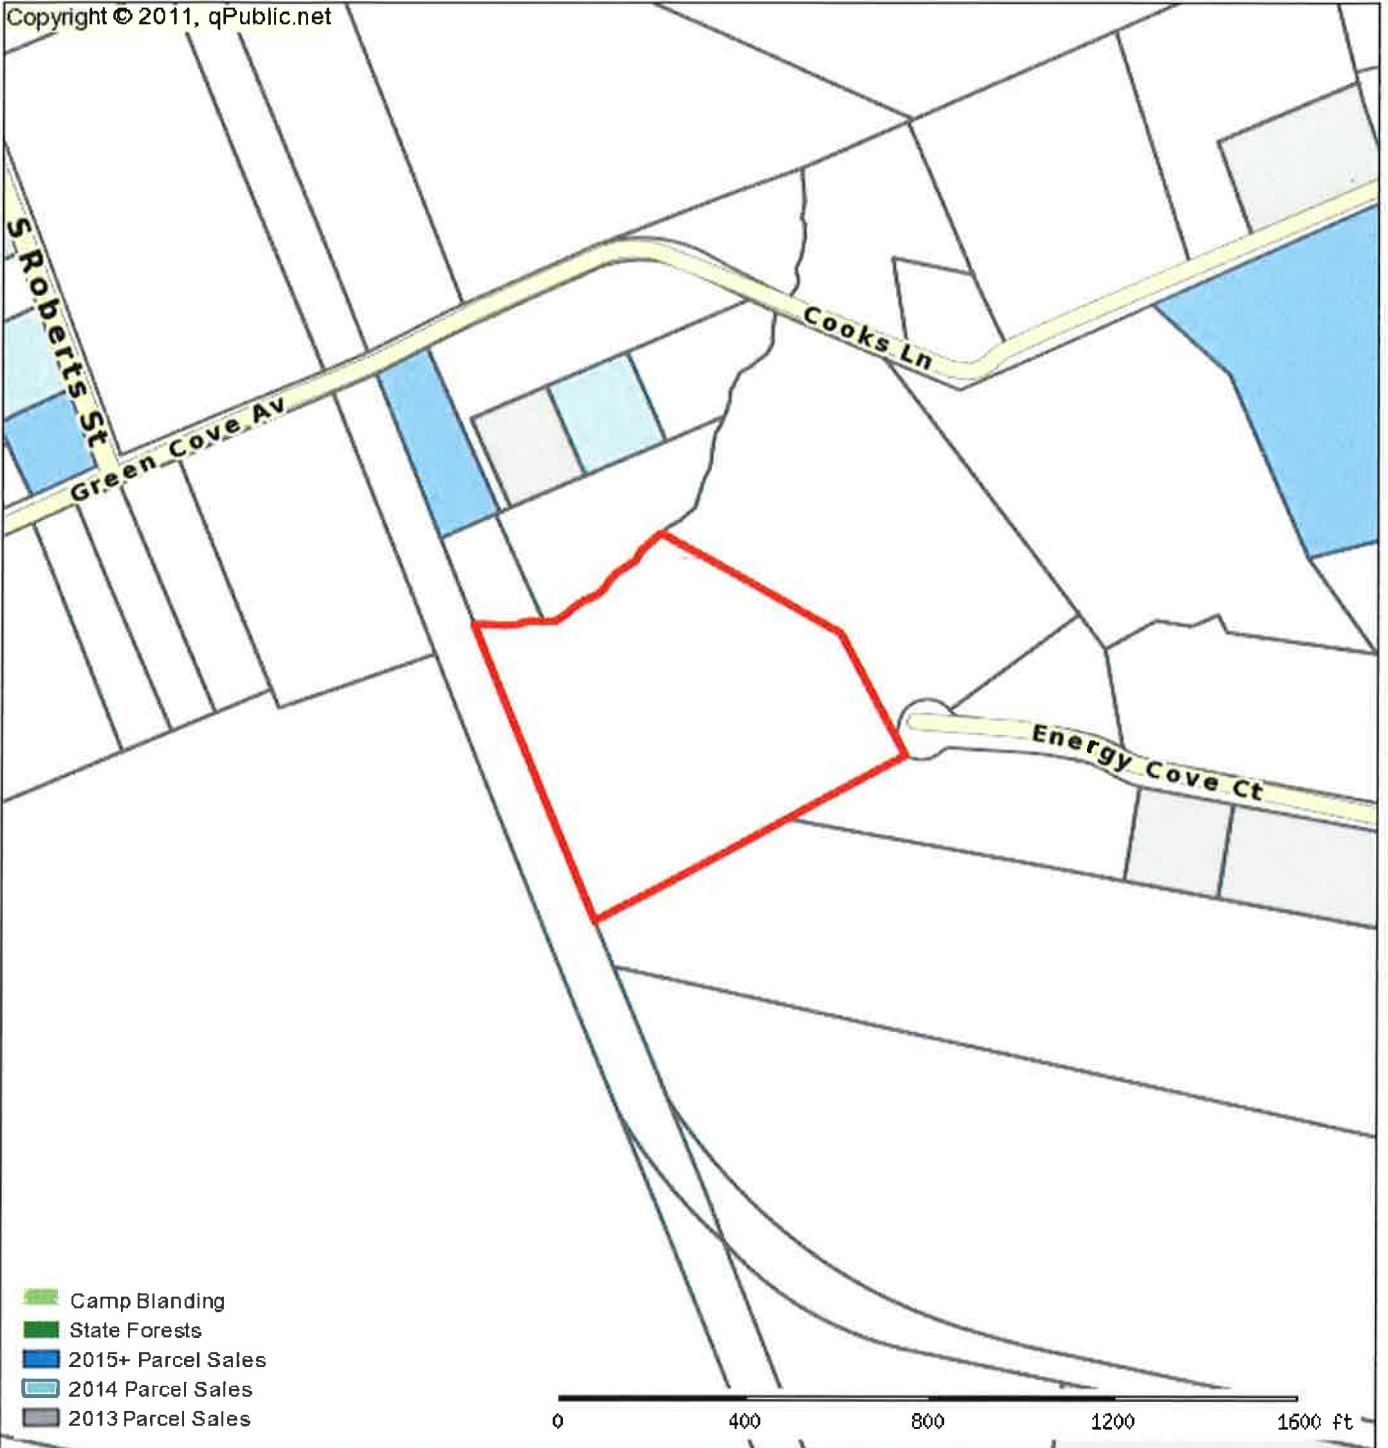 Copyright © 2011, qPublic.net
S Roberts St
Green Cove Av
Cooks Ln
Energy Cove Ct
Camp Blanding
State Forests
2015+ Parcel Sales
2014 Parcel Sales
2013 Parcel Sales
0 400 800 1200 1600 ft